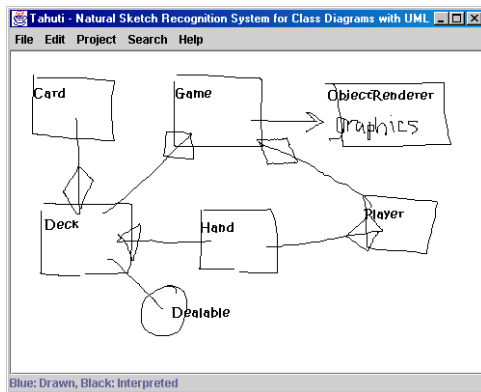 Tahuti - Natural Sketch Recognition System for Class Diagrams with UML
File Edit Project Search Help
Card
Game
ObjectRenderer
Graphics
Deck
Hand
Player
Dealable
Blue: Drawn, Black: Interpreted